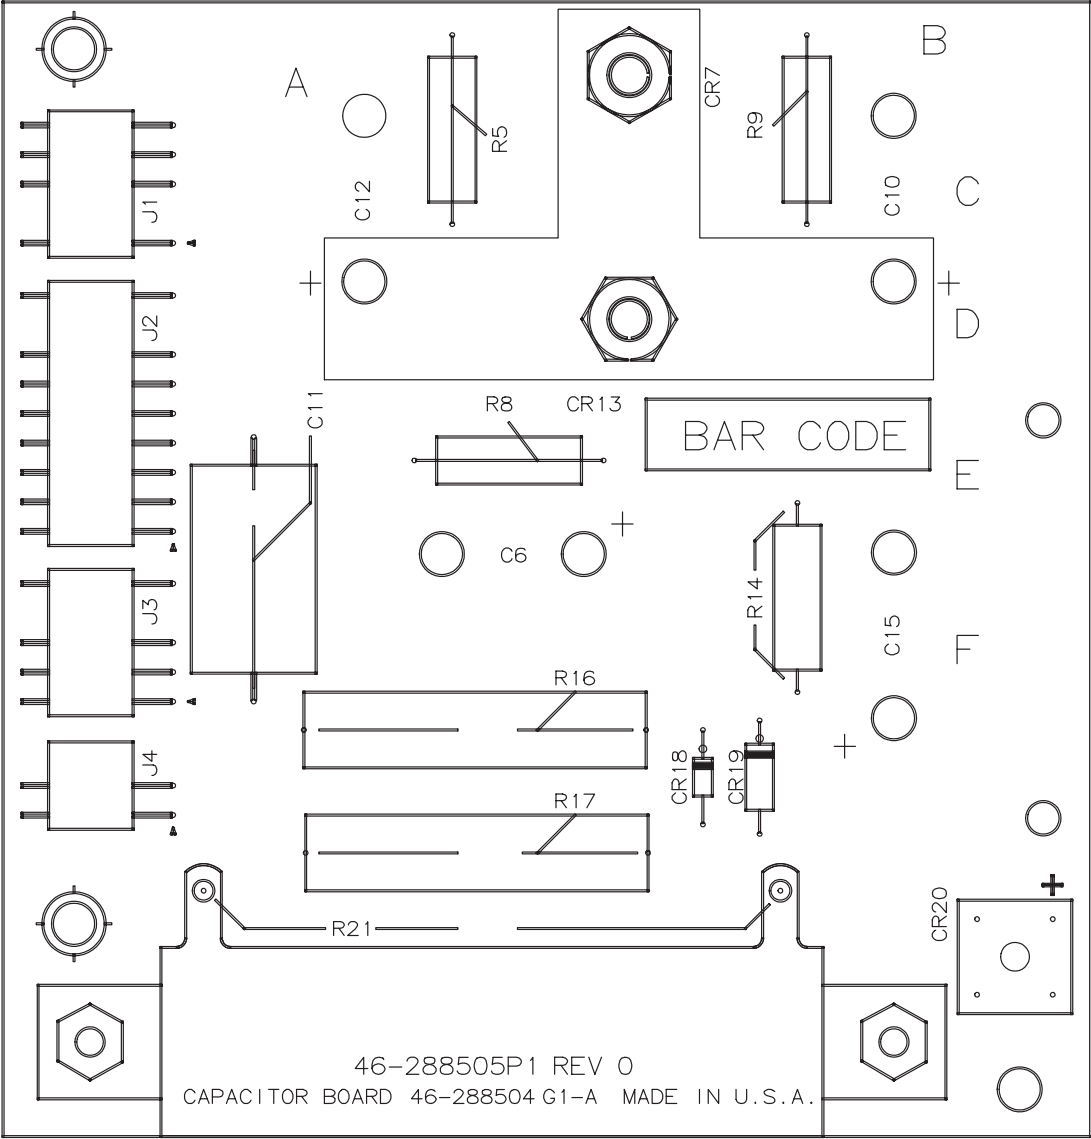 A
B
R5
CR7
R9
C12
C10
C
J1
+
+
J2
D
C11
R8
CR13
BAR CODE
E
+
C6
R14
J3
C15
F
R16
+
J4
CR18
CR19
R17
+
CR20
R21
46-288505P1 REV 0
CAPACITOR BOARD 46-288504 G1-A MADE IN U.S.A.